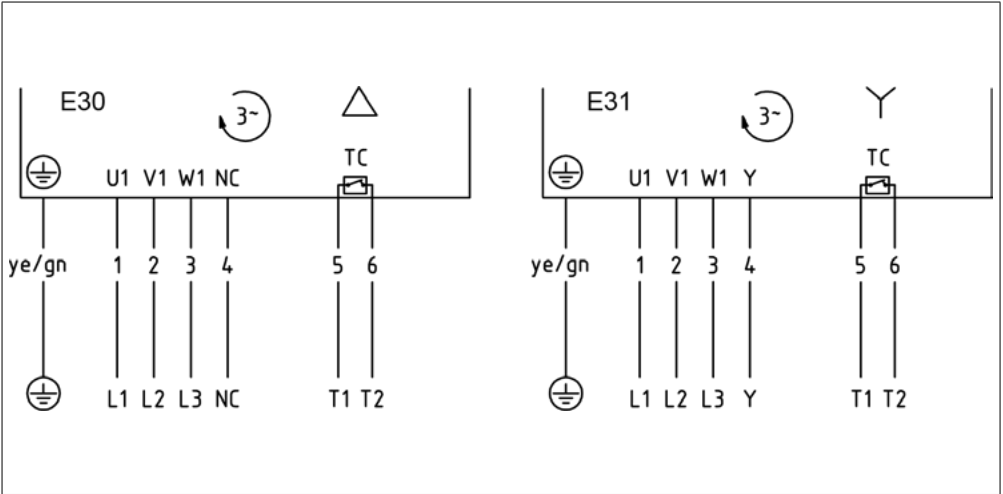 E30 3~
TC
U1 V1 W1 NC
ye/gn 1 2 3 4 5 6
L1 L2 L3 NC T1 T2
E31 3~
TC
U1 V1 W1 Y
ye/gn 1 2 3 4 5 6
L1 L2 L3 Y T1 T2